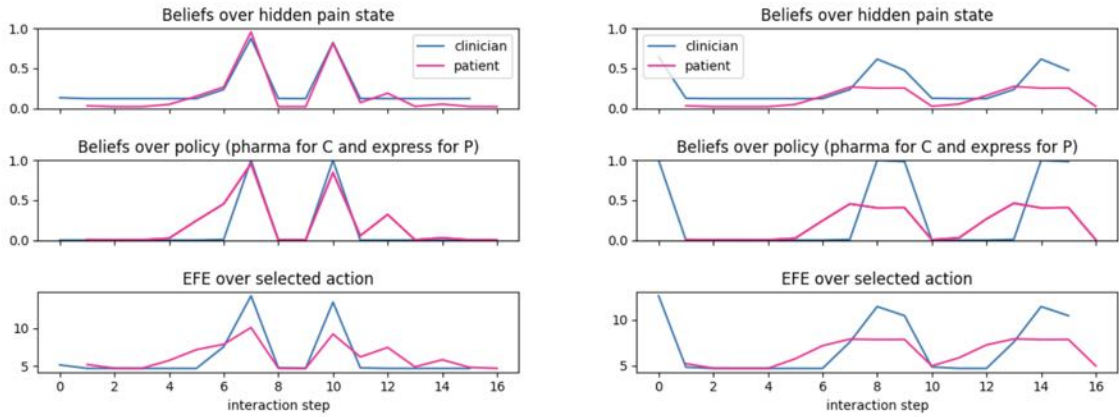 Beliefs over hidden pain state
1.0
0.5
0.0
clinician
patient
Beliefs over policy (pharma for C and express for P)
1.0
0.5
0.0
EFE over selected action
10
5
0 2 4 6 8 10 12 14 16
interaction step
Beliefs over hidden pain state
1.0
0.5
0.0
clinician
patient
Beliefs over policy (pharma for C and express for P)
1.0
0.5
0.0
EFE over selected action
10
5
0 2 4 6 8 10 12 14 16
interaction step